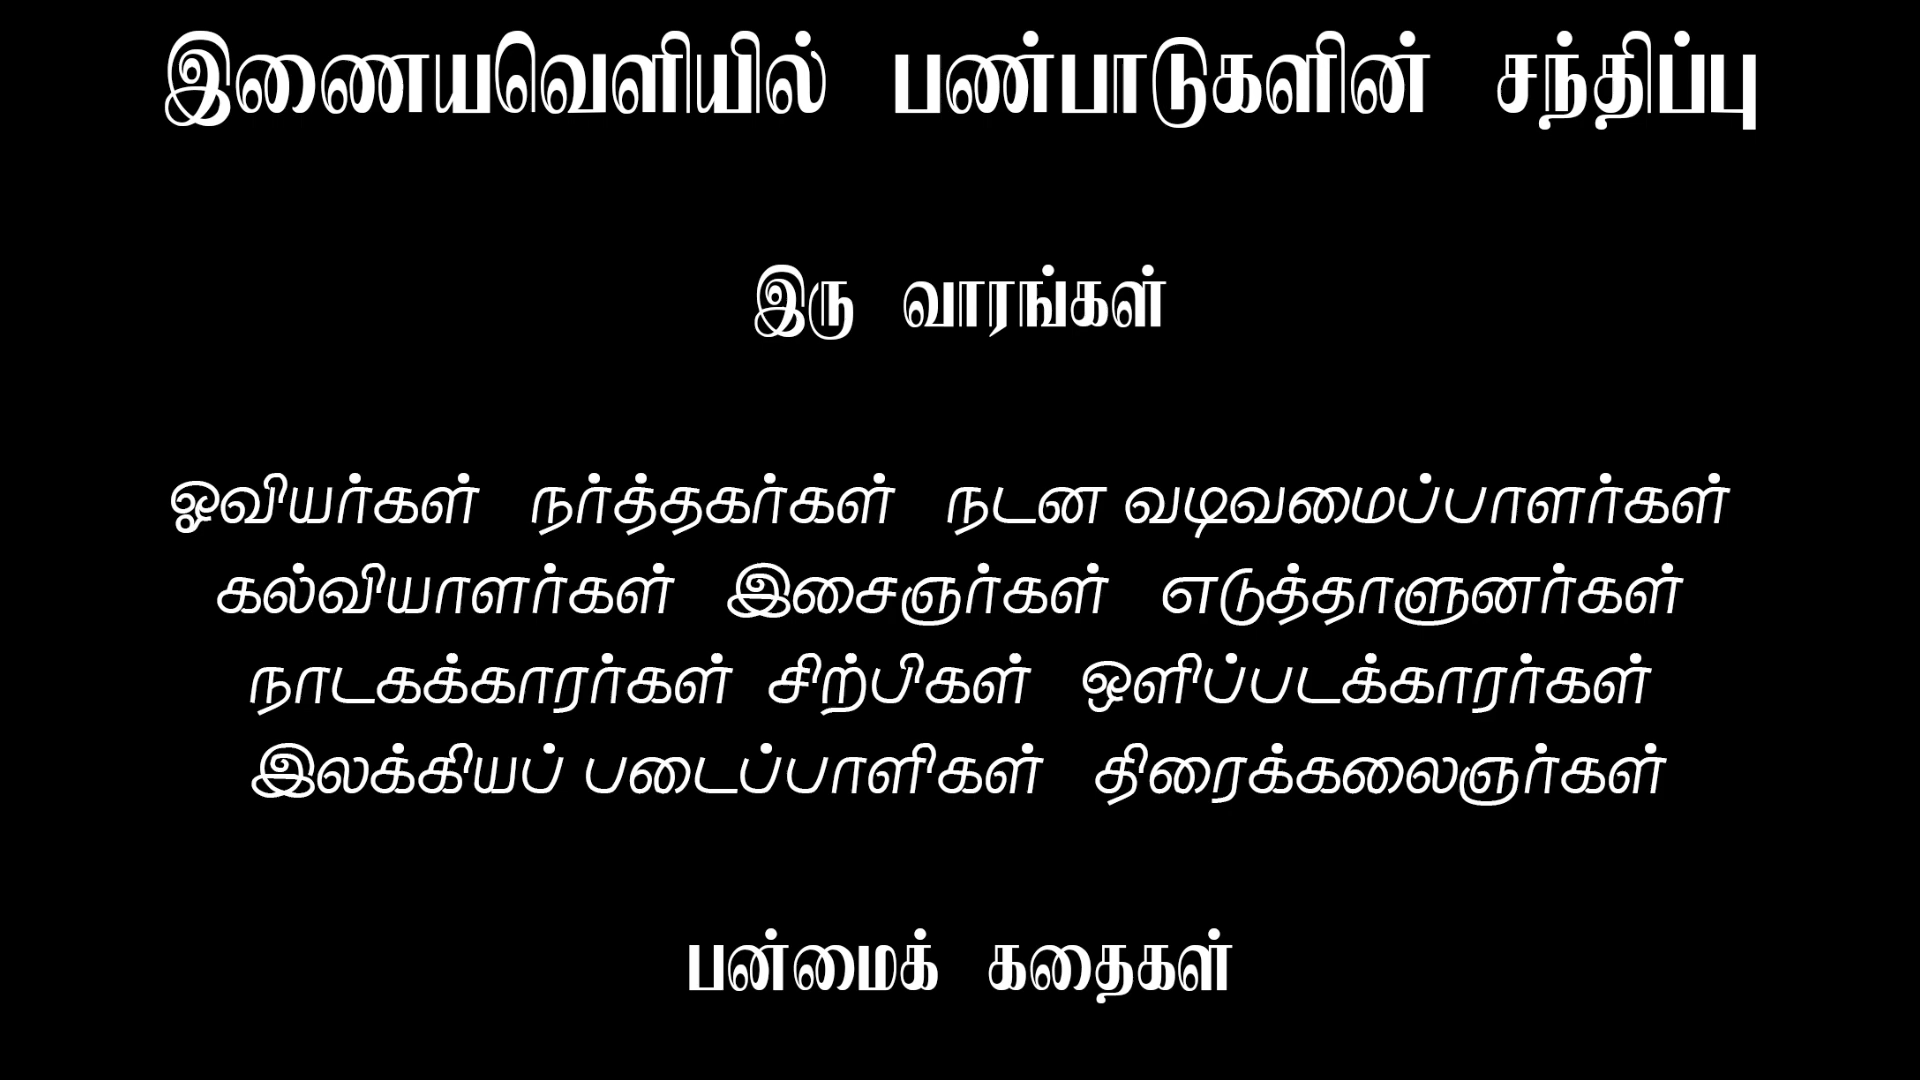 இணையவெளியில் பண்பாடுகளின் சந்திப்பு
இரு வாரங்கள்
ஓவியர்கள் நர்த்தகர்கள் நடன வடிவமைப்பாளர்கள்
கல்வியாளர்கள் இசைஞர்கள் எடுத்தாளுனர்கள்
நாடகக்காரர்கள் சிற்பிகள் ஒளிப்படக்காரர்கள்
இலக்கியப் படைப்பாளிகள் திரைக்கலைஞர்கள்
பன்மைக் கதைகள்